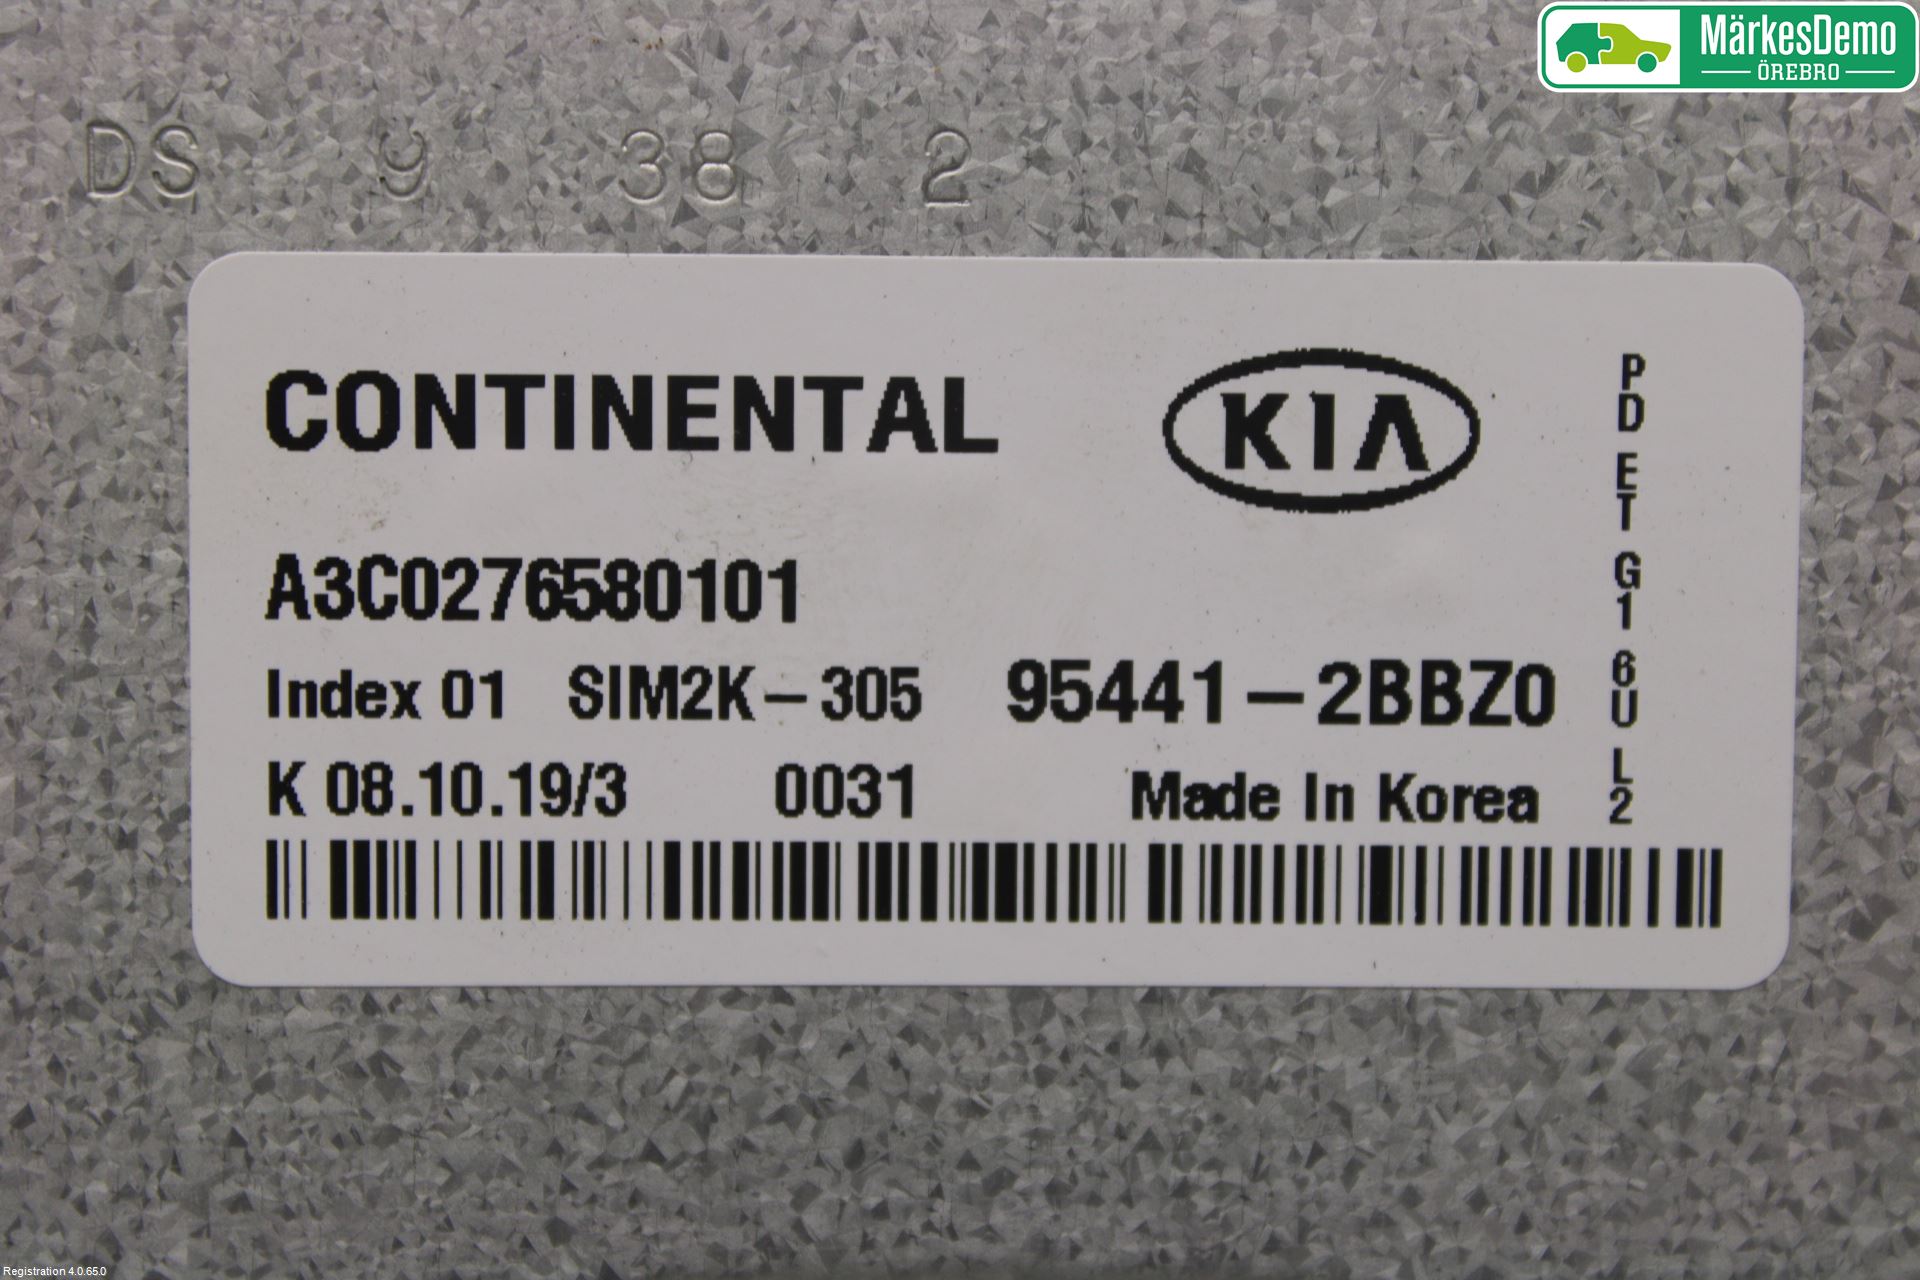 MärkesDemo
ÖREBRO
DS 9 38 2
CONTINENTAL
KIA
A3C0276580101
Index 01 SIM2K-305 95441-2BBZ0
K 08.10.19/3 0031 Made In Korea
PD ET G1 6U L2
Registration 4.0.65.0